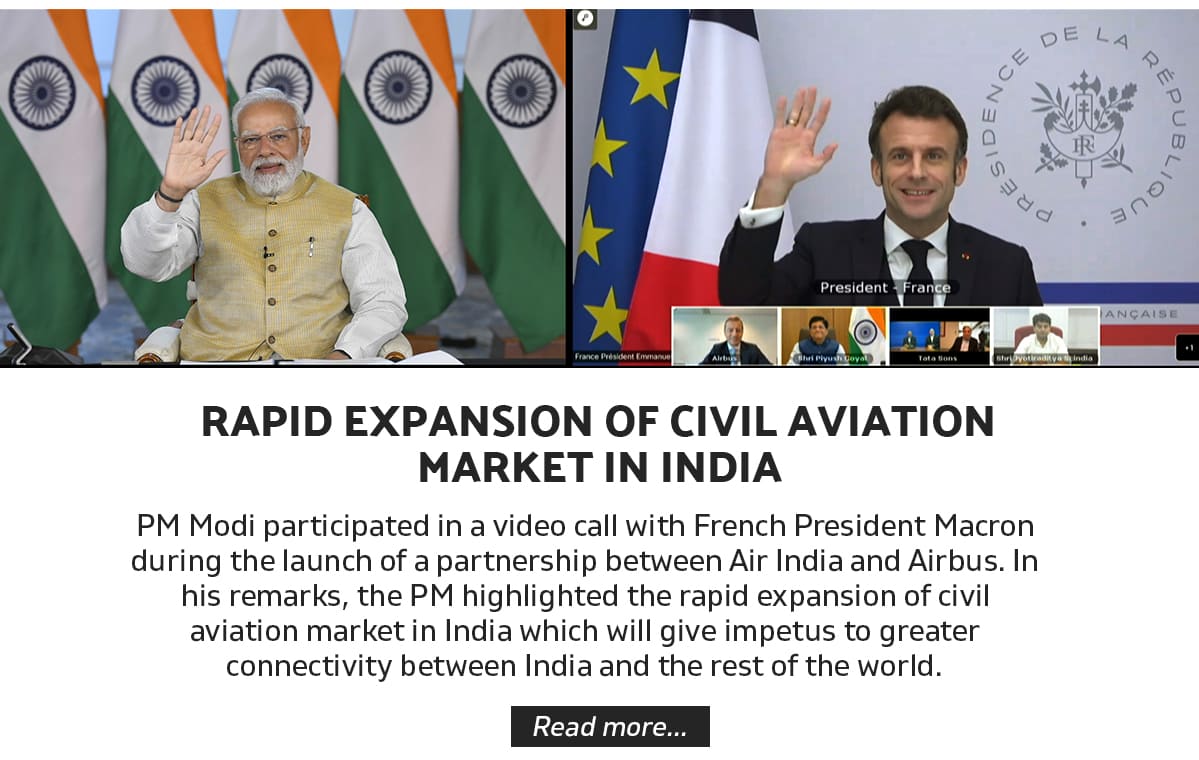 PRÉSIDENCE DE LA RÉPUBLIQUE
RF
President - France
ANÇAISE
France Président Emmanue
Airbus
Shri Piyush Goyal
Tata Sons
Shri Jyotiraditya Scindia
+1
RAPID EXPANSION OF CIVIL AVIATION
MARKET IN INDIA
PM Modi participated in a video call with French President Macron
during the launch of a partnership between Air India and Airbus. In
his remarks, the PM highlighted the rapid expansion of civil
aviation market in India which will give impetus to greater
connectivity between India and the rest of the world.
Read more...